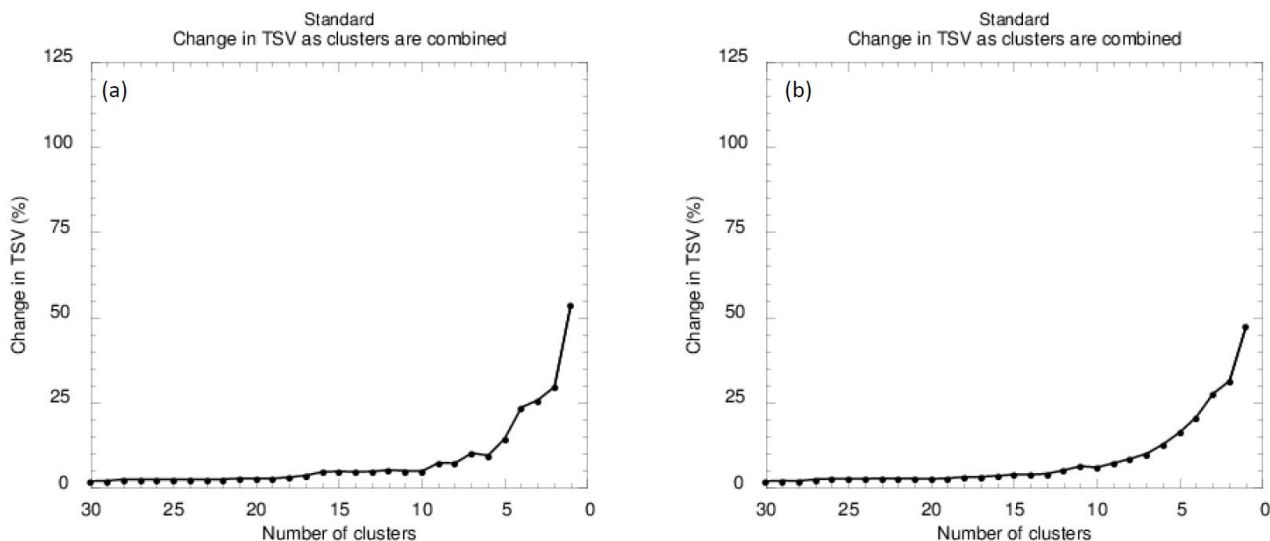 Standard
Change in TSV as clusters are combined
(a)
125
100
75
50
25
0
Change in TSV (%)
30 25 20 15 10 5 0
Number of clusters
Standard
Change in TSV as clusters are combined
(b)
125
100
75
50
25
0
Change in TSV (%)
30 25 20 15 10 5 0
Number of clusters